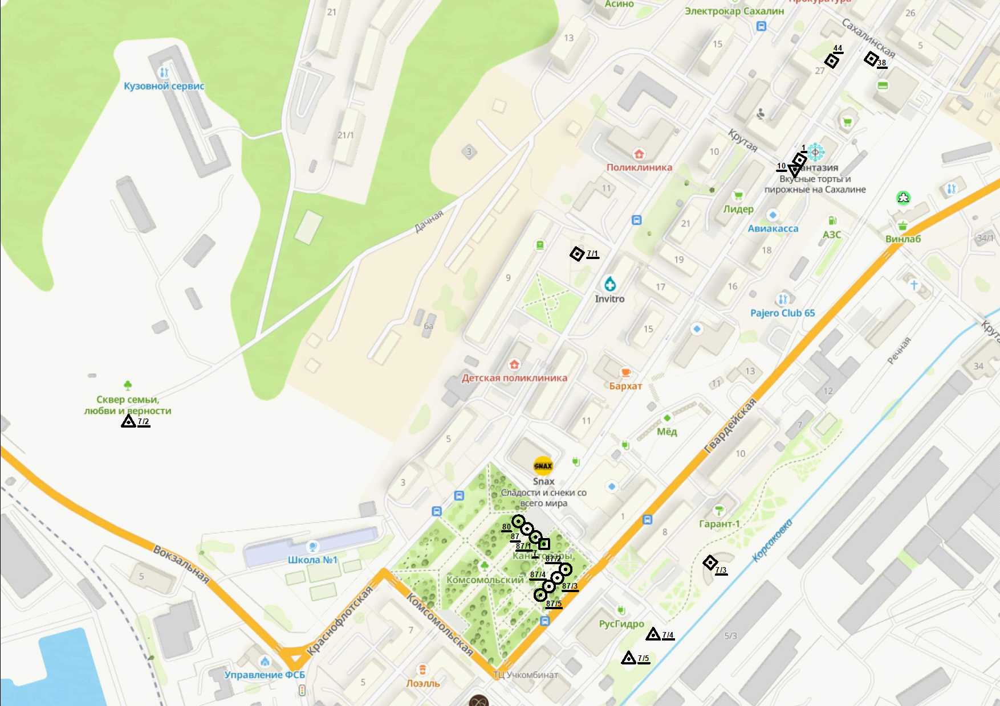 Асино
Прокуратура
Электрокар Сахалин
21
26
Сахалинская
13
15
5
44
38
27
Кузовной сервис
21/1
Крутая
3
10
1
Поликлиника
10
антазия
Вкусные торты и
пирожные на Сахалине
11
Лидер
Дачная
21
Авиакасса
АЗС
Винлаб
34/1
18
7/1
19
9
17
16
Invitro
Pajero Club 65
6а
15
Крутая
Речная
34
13
Детская поликлиника
11
Бархат
12
Сквер семьи,
любви и верности
7/2
11
7
Мёд
Гвардейская
5
10
SNAX
Snax
Сладости и снеки со
всего мира
3
1
80
87
87/1
7
Канцтовары
87/2
87/4
87/3
87/5
Комсомольский
Гарант-1
8
Корсаковка
7/3
Школа №1
Вокзальная
5
Краснофлотская
Комсомольская
7
РусГидро
7/4
5/3
7/5
Управление ФСБ
5
Лоэлль
ТЦ Учкомбинат